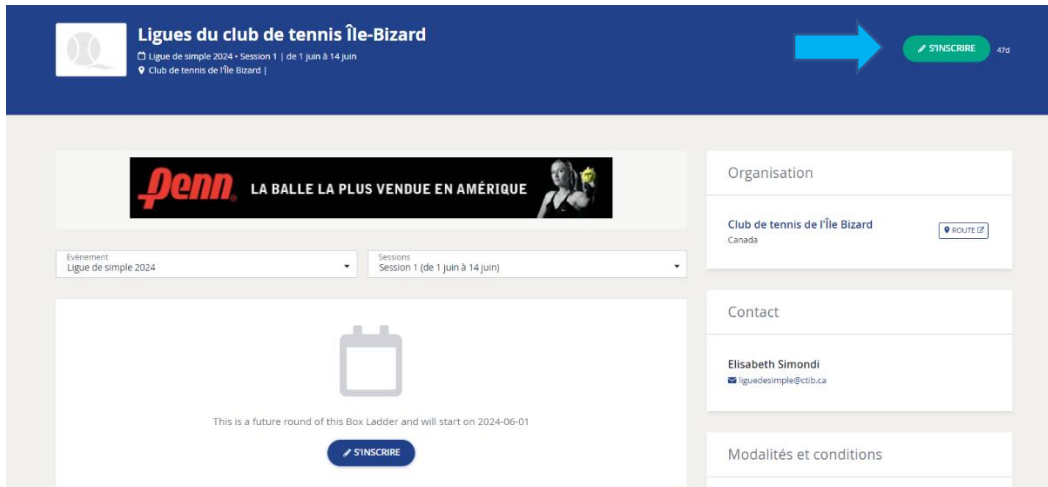 Ligues du club de tennis Île-Bizard
Ligue de simple 2024 • Session 1 | de 1 juin à 14 juin
Club de tennis de l'Île Bizard |
S'INSCRIRE
47d
Penn. LA BALLE LA PLUS VENDUE EN AMÉRIQUE
Evénement
Ligue de simple 2024
Sessions
Session 1 (de 1 juin à 14 juin)
This is a future round of this Box Ladder and will start on 2024-06-01
S'INSCRIRE
Organisation
Club de tennis de l'Île Bizard
Canada
ROUTE
Contact
Elisabeth Simondi
liguedesimple@ctib.ca
Modalités et conditions